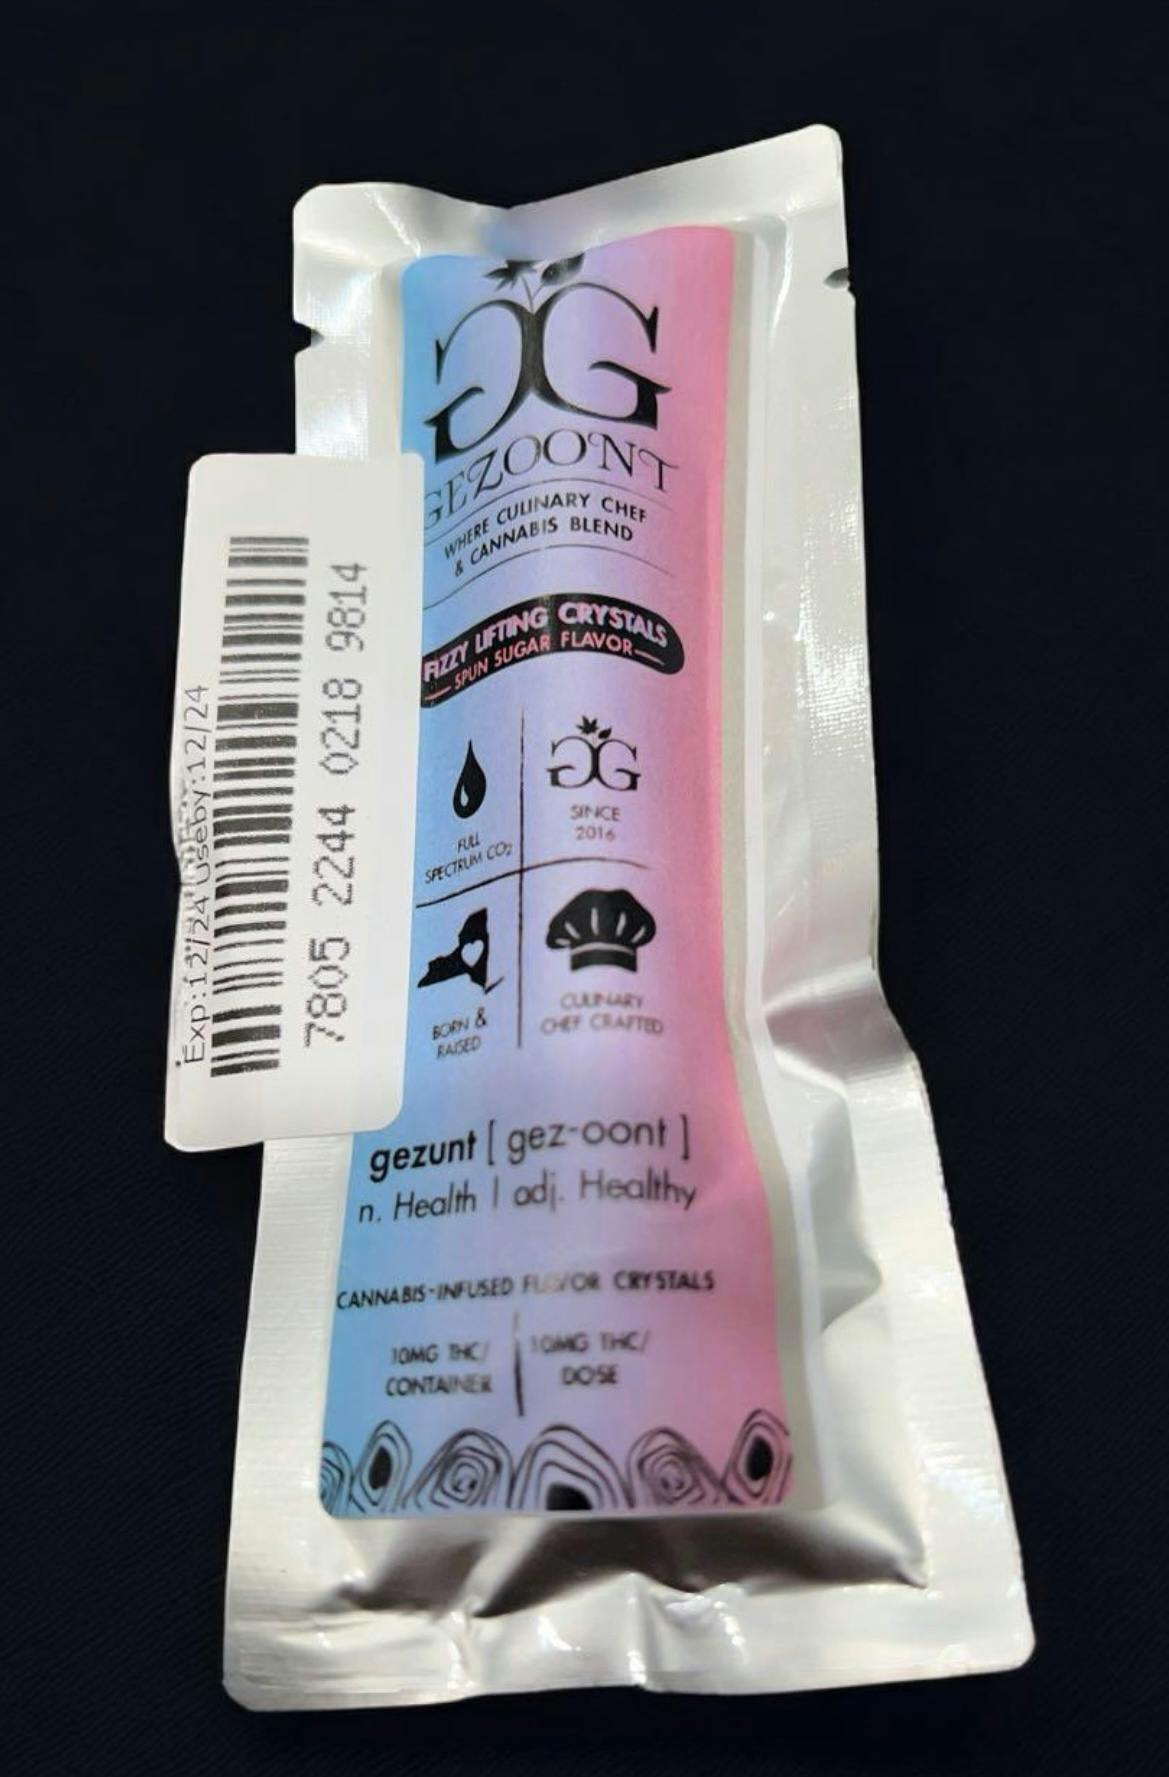 GG
GEZOONT
WHERE CULINARY CHEF
& CANNABIS BLEND
FIZZY LIFTING CRYSTALS
SPUN SUGAR FLAVOR
FULL
SPECTRUM CO₂
GG
SINCE
2016
BORN &
RAISED
CULINARY
CHEF CRAFTED
gezunt [ gez-oont ]
n. Health | adj. Healthy
CANNABIS-INFUSED FLAVOR CRYSTALS
10MG THC/
CONTAINER
10MG THC/
DOSE
Exp:12/24 Useby:12/24
7805 2244 0218 9814